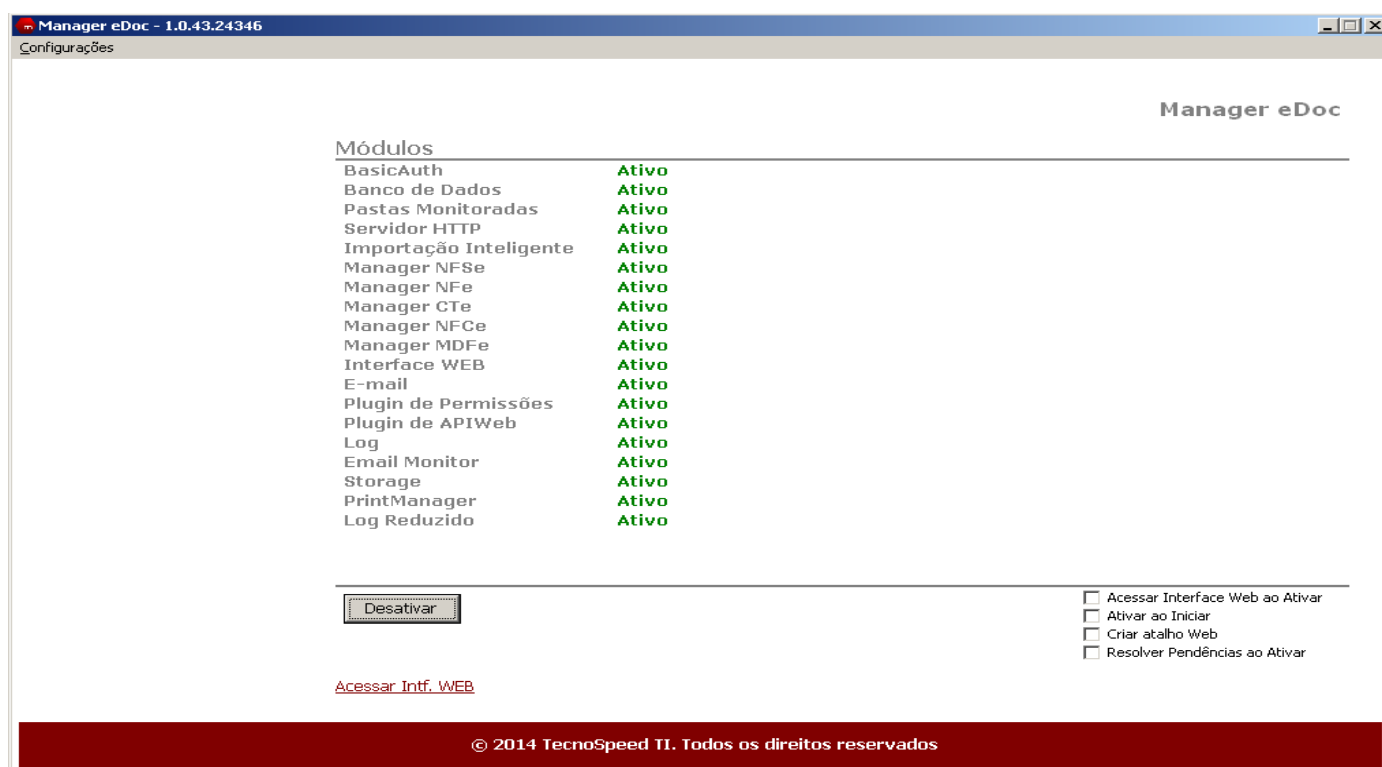 Manager eDoc - 1.0.43.24346
Configurações
Manager eDoc
Módulos
BasicAuth Ativo
Banco de Dados Ativo
Pastas Monitoradas Ativo
Servidor HTTP Ativo
Importação Inteligente Ativo
Manager NFSe Ativo
Manager NFe Ativo
Manager CTe Ativo
Manager NFCe Ativo
Manager MDFe Ativo
Interface WEB Ativo
E-mail Ativo
Plugin de Permissões Ativo
Plugin de APIWeb Ativo
Log Ativo
Email Monitor Ativo
Storage Ativo
PrintManager Ativo
Log Reduzido Ativo
Desativar
Acessar Interface Web ao Ativar
Ativar ao Iniciar
Criar atalho Web
Resolver Pendências ao Ativar
Acessar Intf. WEB
© 2014 TecnoSpeed TI. Todos os direitos reservados